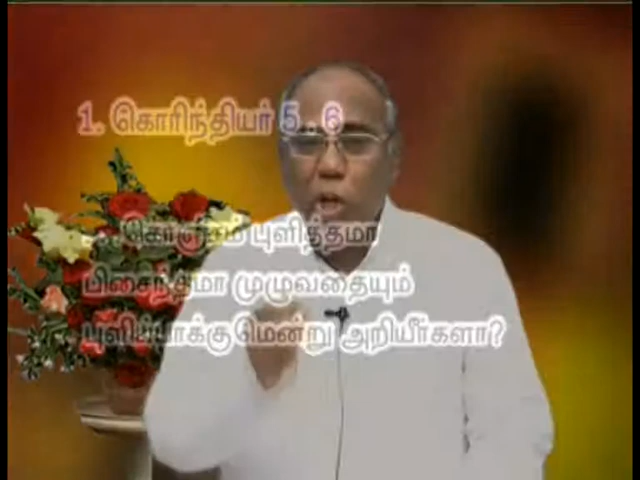 1. கொரிந்தியர் 5 : 6
புளித்தமா
பிசைந்தமா முழுவதையும்
புளிப்பாக்குமென்று அறியீர்களா?